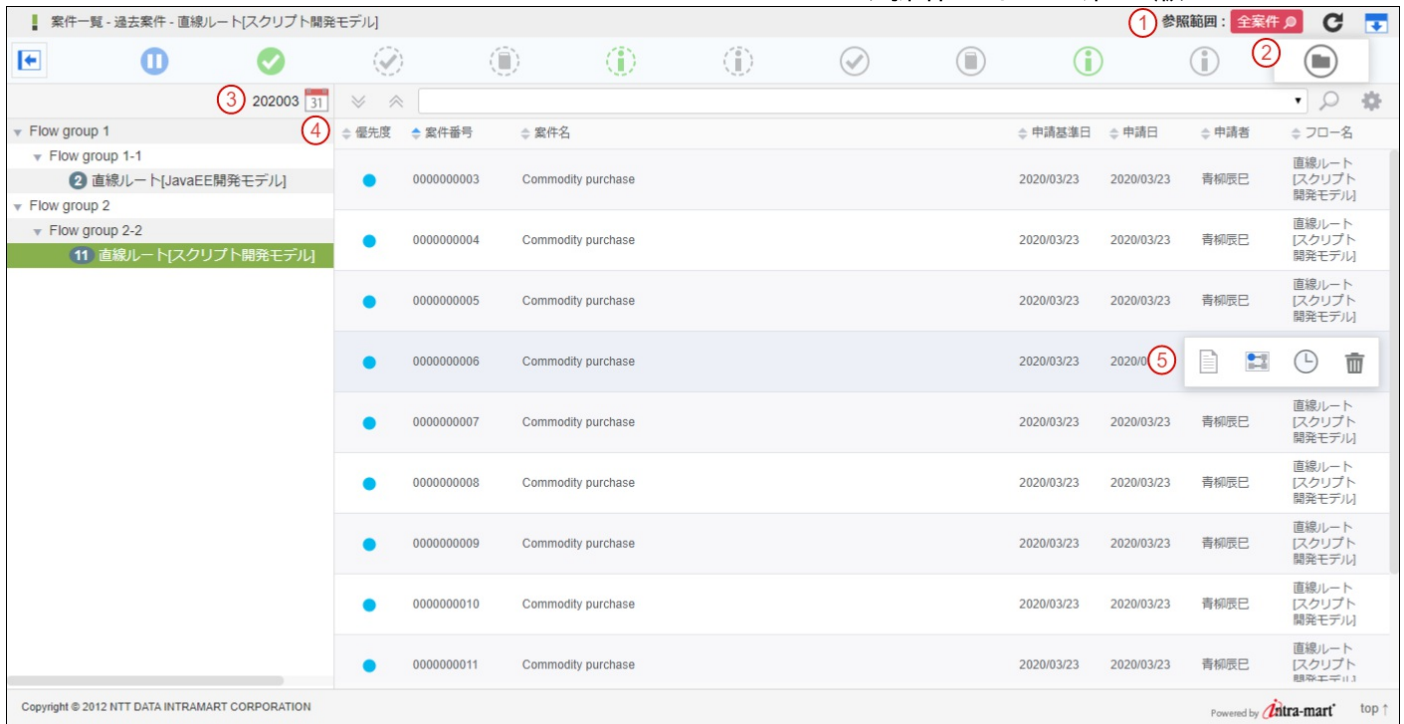 案件一覧 - 過去案件 - 直線ルート[スクリプト開発モデル]
① 参照範囲： 全案件
②
③ 202003 31
Flow group 1
④ 優先度 案件番号 案件名 申請基準日 申請日 申請者 フロー名
Flow group 1-1
2 直線ルート[JavaEE開発モデル]
Flow group 2
Flow group 2-2
11 直線ルート[スクリプト開発モデル]
0000000003 Commodity purchase 2020/03/23 2020/03/23 青柳辰巳 直線ルート
[スクリプト
開発モデル]
0000000004 Commodity purchase 2020/03/23 2020/03/23 青柳辰巳 直線ルート
[スクリプト
開発モデル]
0000000005 Commodity purchase 2020/03/23 2020/03/23 青柳辰巳 直線ルート
[スクリプト
開発モデル]
0000000006 Commodity purchase 2020/03/23 2020/0 ⑤
0000000007 Commodity purchase 2020/03/23 2020/03/23 青柳辰巳 直線ルート
[スクリプト
開発モデル]
0000000008 Commodity purchase 2020/03/23 2020/03/23 青柳辰巳 直線ルート
[スクリプト
開発モデル]
0000000009 Commodity purchase 2020/03/23 2020/03/23 青柳辰巳 直線ルート
[スクリプト
開発モデル]
0000000010 Commodity purchase 2020/03/23 2020/03/23 青柳辰巳 直線ルート
[スクリプト
開発モデル]
0000000011 Commodity purchase 2020/03/23 2020/03/23 青柳辰巳 直線ルート
[スクリプト
Copyright © 2012 NTT DATA INTRAMART CORPORATION
Powered by intra-mart top ↑